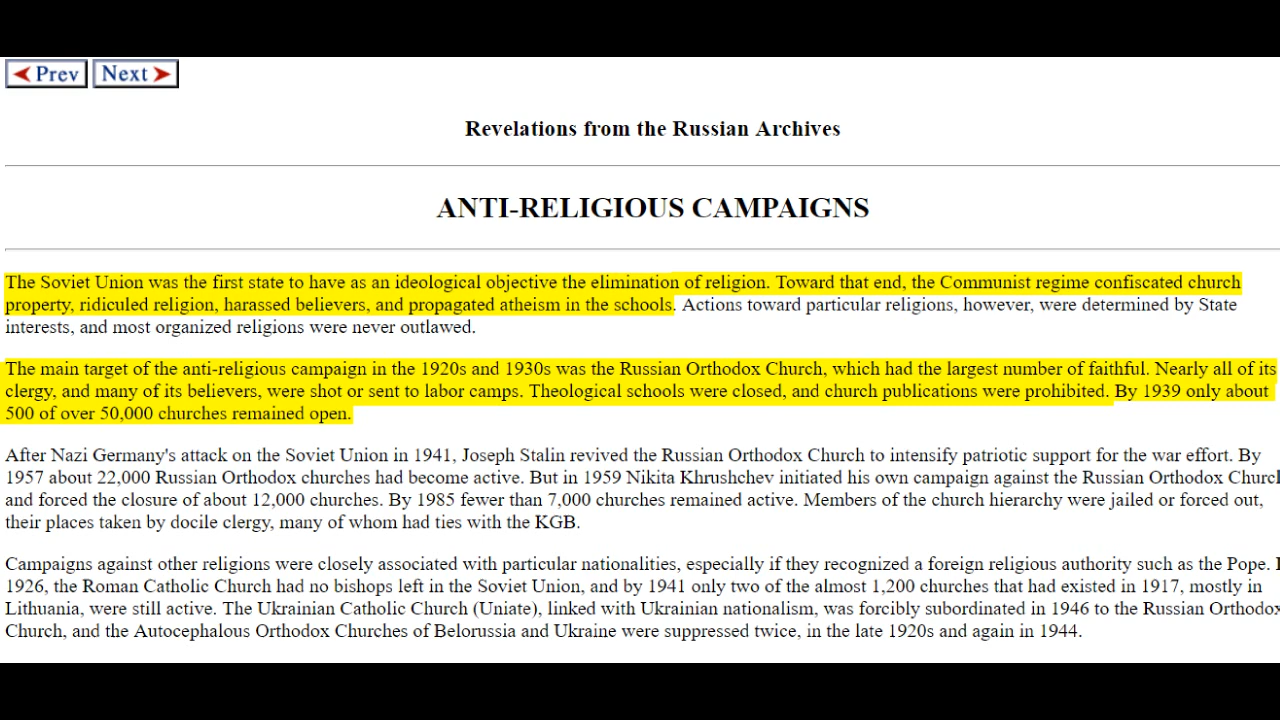 Prev Next
Revelations from the Russian Archives
ANTI-RELIGIOUS CAMPAIGNS
The Soviet Union was the first state to have as an ideological objective the elimination of religion. Toward that end, the Communist regime confiscated church
property, ridiculed religion, harassed believers, and propagated atheism in the schools. Actions toward particular religions, however, were determined by State
interests, and most organized religions were never outlawed.
The main target of the anti-religious campaign in the 1920s and 1930s was the Russian Orthodox Church, which had the largest number of faithful. Nearly all of its
clergy, and many of its believers, were shot or sent to labor camps. Theological schools were closed, and church publications were prohibited. By 1939 only about
500 of over 50,000 churches remained open.
After Nazi Germany's attack on the Soviet Union in 1941, Joseph Stalin revived the Russian Orthodox Church to intensify patriotic support for the war effort. By
1957 about 22,000 Russian Orthodox churches had become active. But in 1959 Nikita Khrushchev initiated his own campaign against the Russian Orthodox
and forced the closure of about 12,000 churches. By 1985 fewer than 7,000 churches remained active. Members of the church hierarchy were jailed or forced out,
their places taken by docile clergy, many of whom had ties with the KGB.
Campaigns against other religions were closely associated with particular nationalities, especially if they recognized a foreign religious authority such as the Pope.
1926, the Roman Catholic Church had no bishops left in the Soviet Union, and by 1941 only two of the almost 1,200 churches that had existed in 1917, mostly in
Lithuania, were still active. The Ukrainian Catholic Church (Uniate), linked with Ukrainian nationalism, was forcibly subordinated in 1946 to the Russian Orthodox
Church, and the Autocephalous Orthodox Churches of Belorussia and Ukraine were suppressed twice, in the late 1920s and again in 1944.